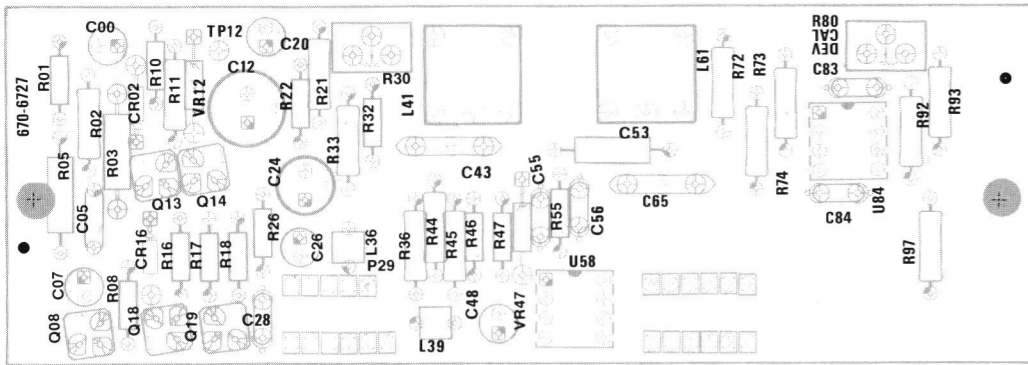 670-6727
R01
C00
R10
R11
VR12
TP12
C20
C12
R22
R21
R30
R32
R33
L41
L61
R72
R73
R80
DEV
CAL
C83
R92
R93
R02
CR02
R03
R05
C05
Q13
Q14
C24
C43
C53
C55
C56
C65
R74
C84
U84
CR16
R16
R17
R18
R26
C26
L36
P29
R36
R44
R45
R46
R47
R55
U58
R97
C07
R08
Q08
Q18
Q19
C28
L39
C48
VR47